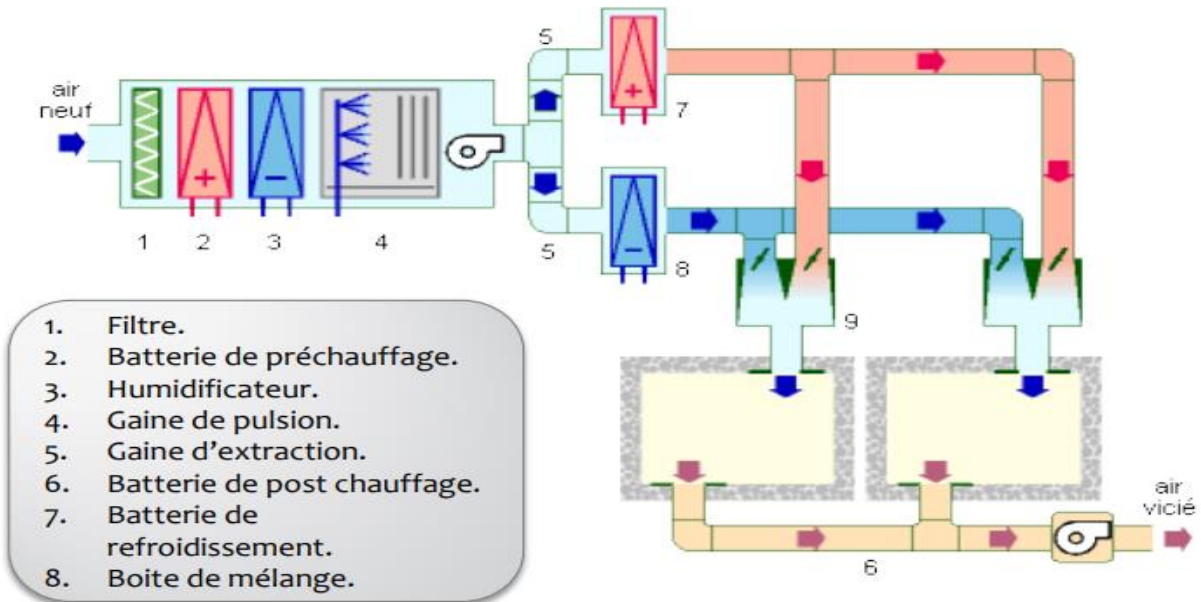 5
air
neuf
+
−
7
1
2
3
4
5
−
8
9
1. Filtre.
2. Batterie de préchauffage.
3. Humidificateur.
4. Gaine de pulsion.
5. Gaine d'extraction.
6. Batterie de post chauffage.
7. Batterie de
refroidissement.
8. Boite de mélange.
air
vicié
6
+